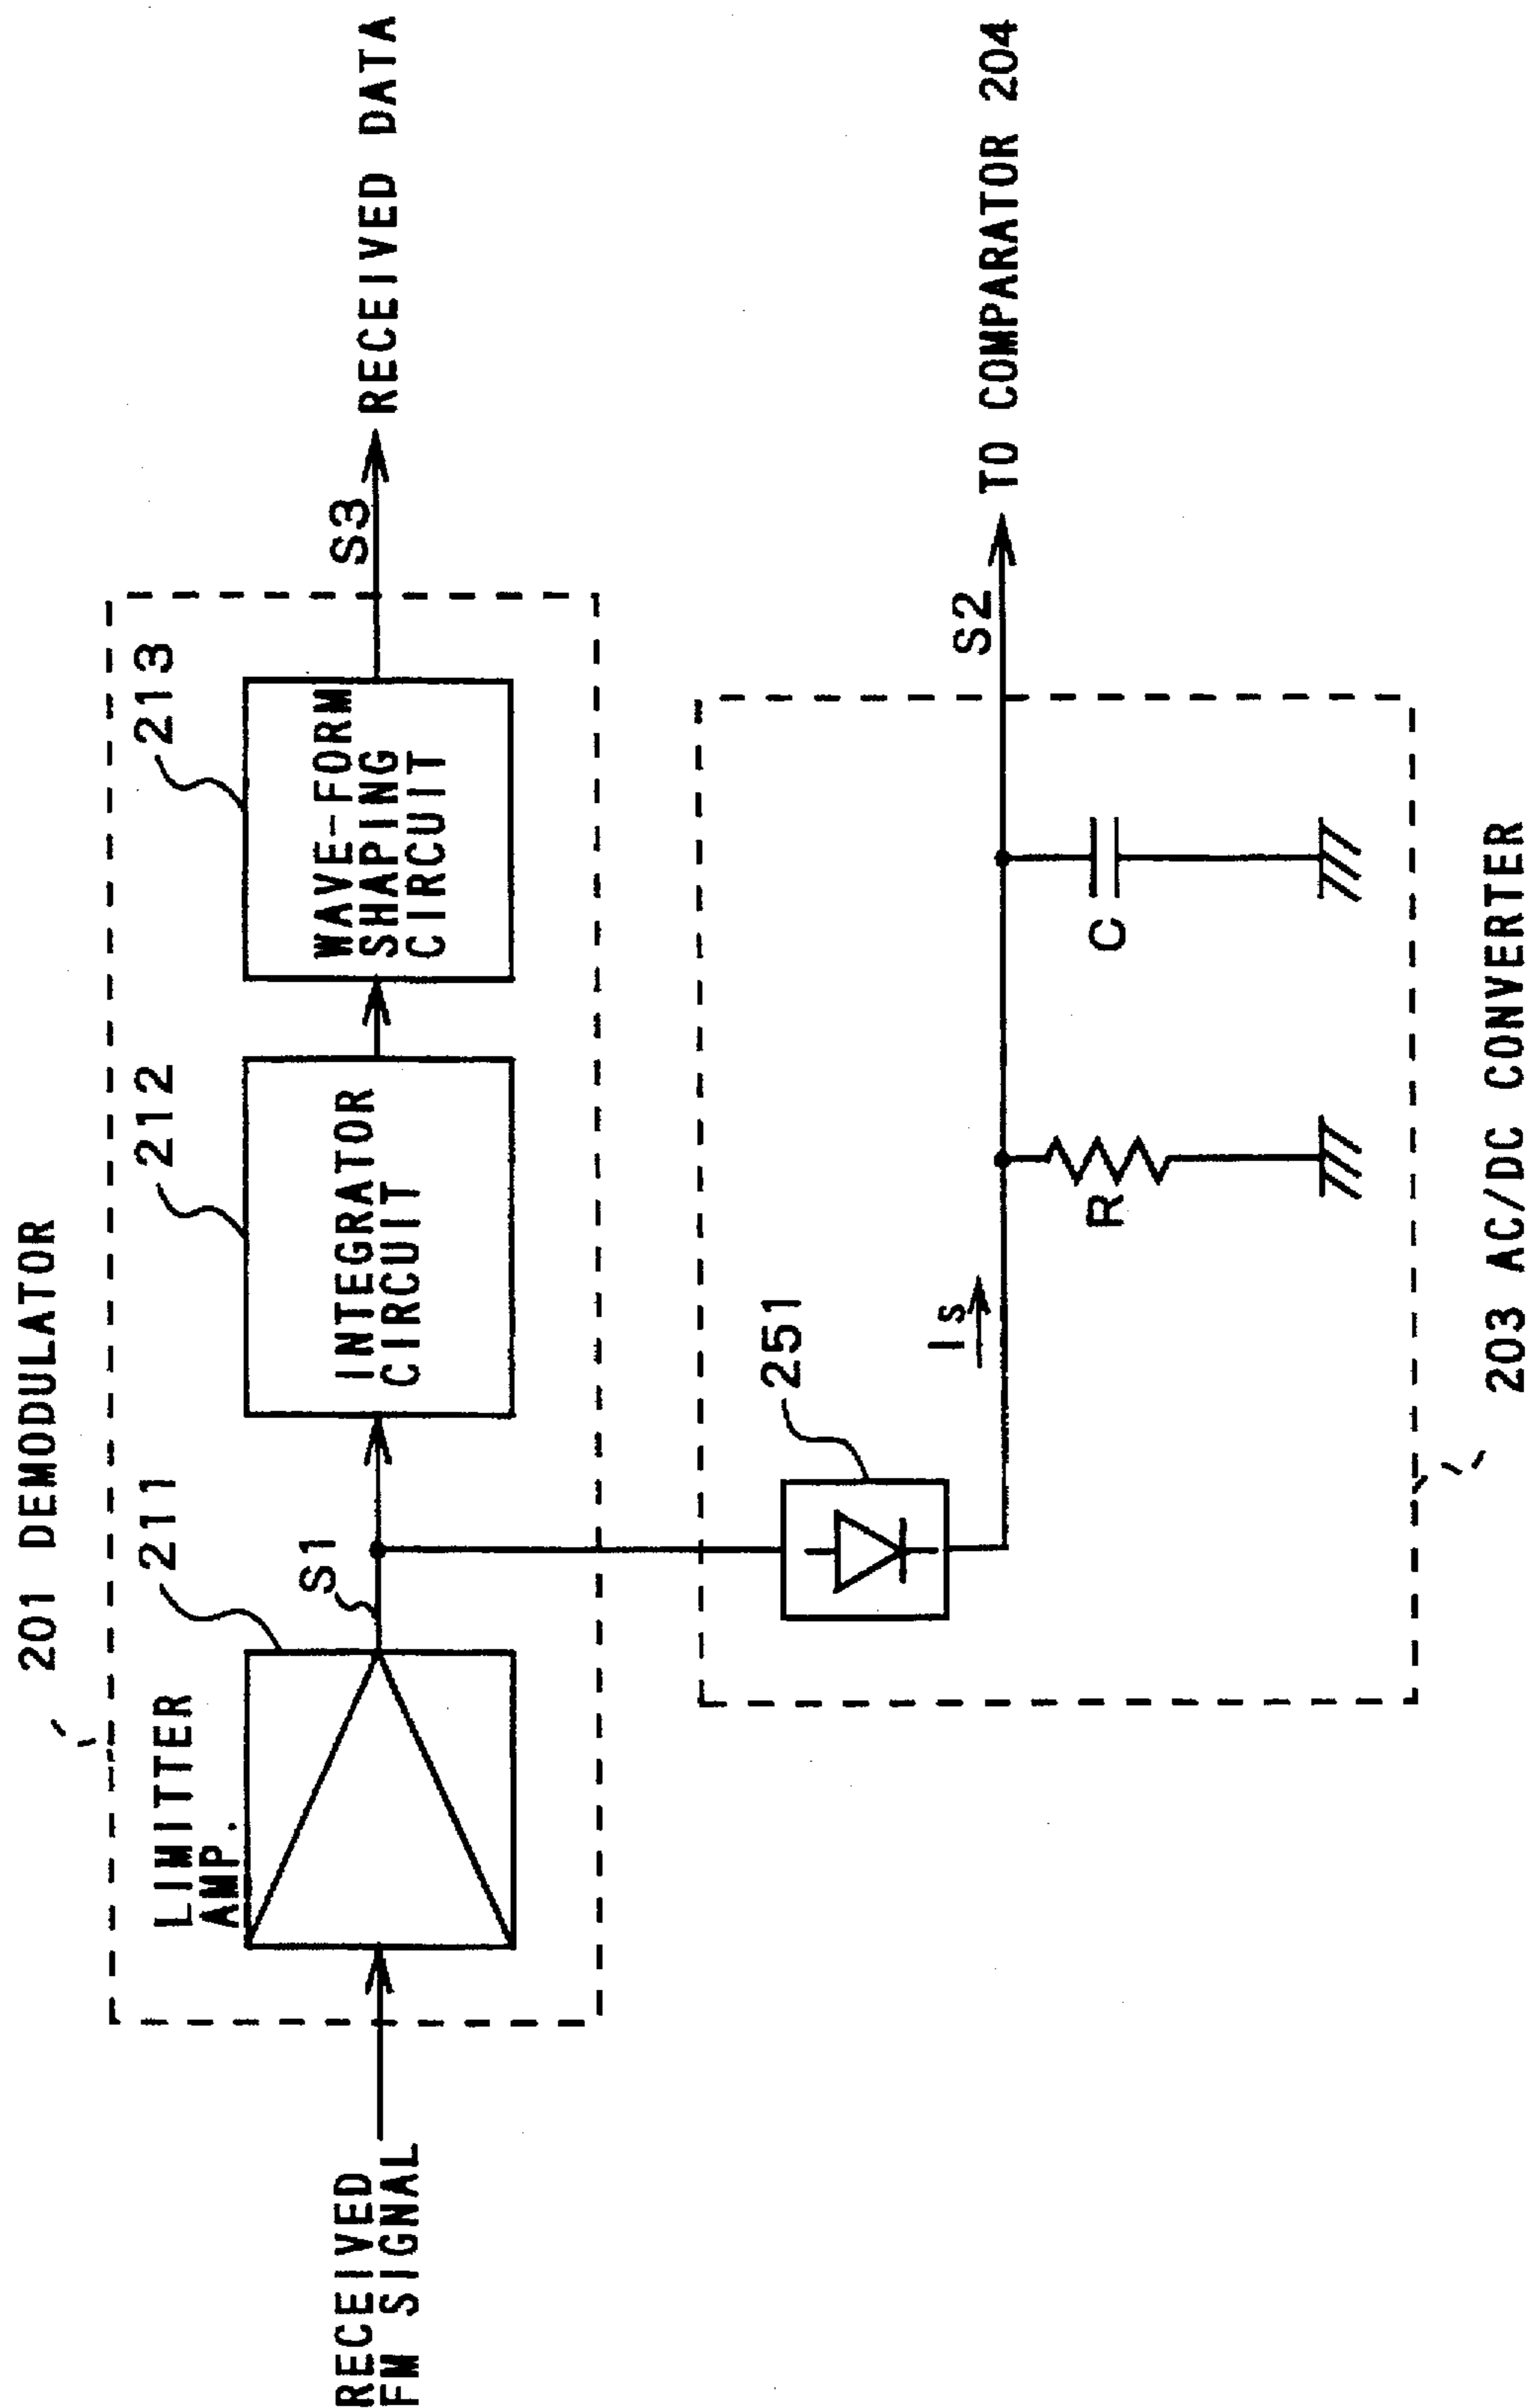 201 DEMODULATOR
LIMITTER
AMP.
211
212
213
RECEIVED
FM SIGNAL
S1
INTEGRATOR
CIRCUIT
WAVE-FORM
SHAPING
CIRCUIT
S3
RECEIVED DATA
251
Is
R
C
S2
TO COMPARATOR 204
203 AC/DC CONVERTER